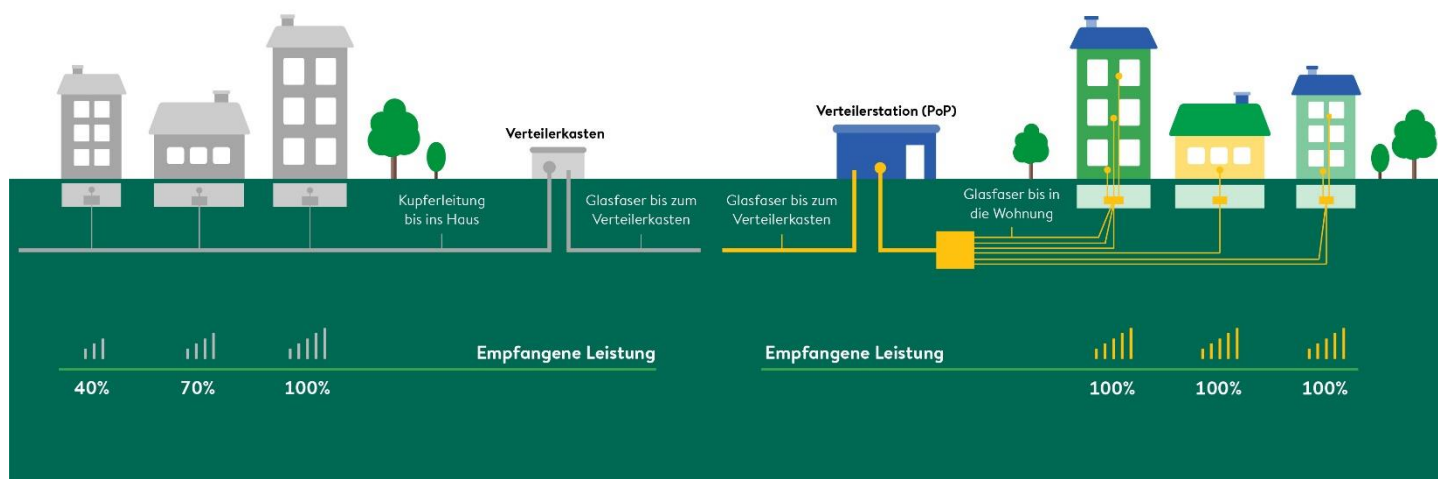 Verteilerkasten
Kupferleitung
bis ins Haus
Glasfaser bis zum
Verteilerkasten
Empfangene Leistung
40%
70%
100%
Verteilerstation (PoP)
Glasfaser bis zum
Verteilerkasten
Glasfaser bis in
die Wohnung
Empfangene Leistung
100%
100%
100%